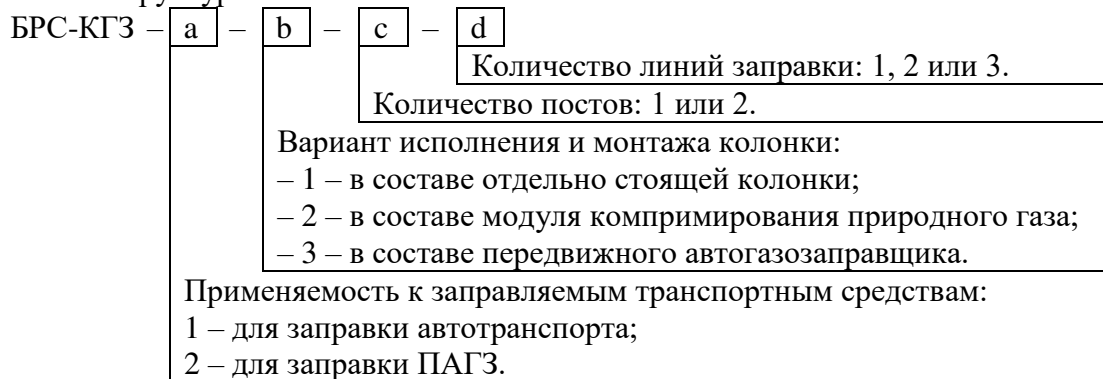 БРС-КГЗ – a – b – c – d
Количество линий заправки: 1, 2 или 3.
Количество постов: 1 или 2.
Вариант исполнения и монтажа колонки:
– 1 – в составе отдельно стоящей колонки;
– 2 – в составе модуля компримирования природного газа;
– 3 – в составе передвижного автогазозаправщика.
Применяемость к заправляемым транспортным средствам:
1 – для заправки автотранспорта;
2 – для заправки ПАГЗ.